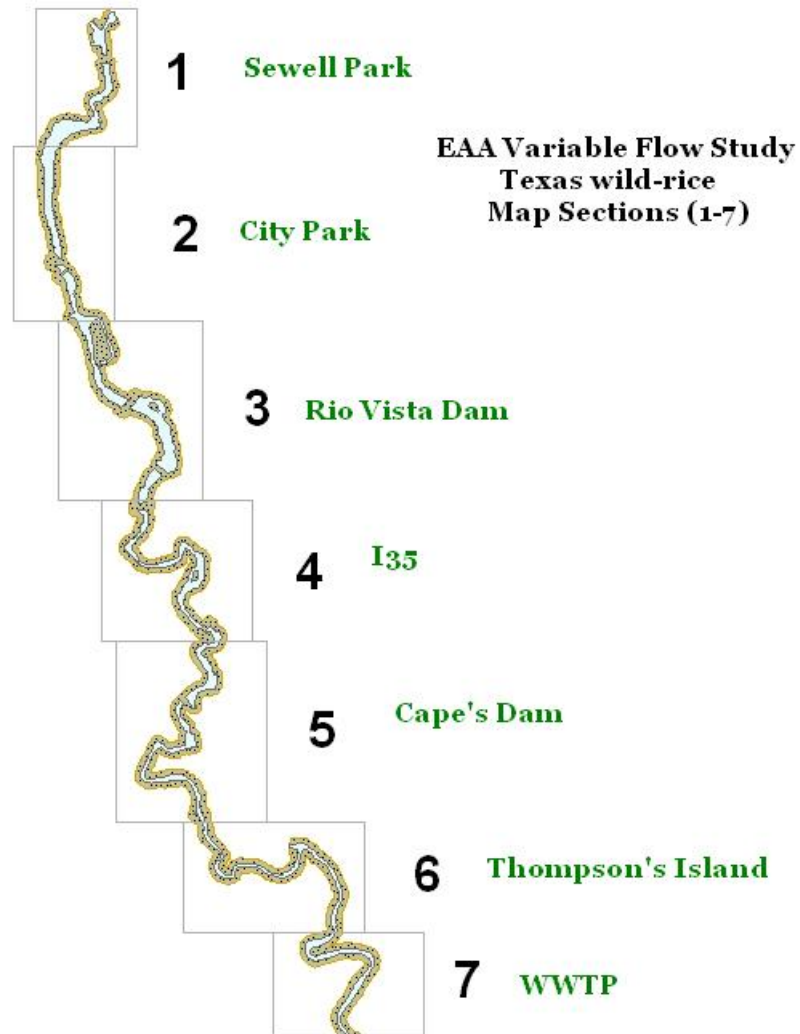 1 Sewell Park
EAA Variable Flow Study
Texas wild-rice
Map Sections (1-7)
2 City Park
3 Rio Vista Dam
4 I35
5 Cape's Dam
6 Thompson's Island
7 WWTP